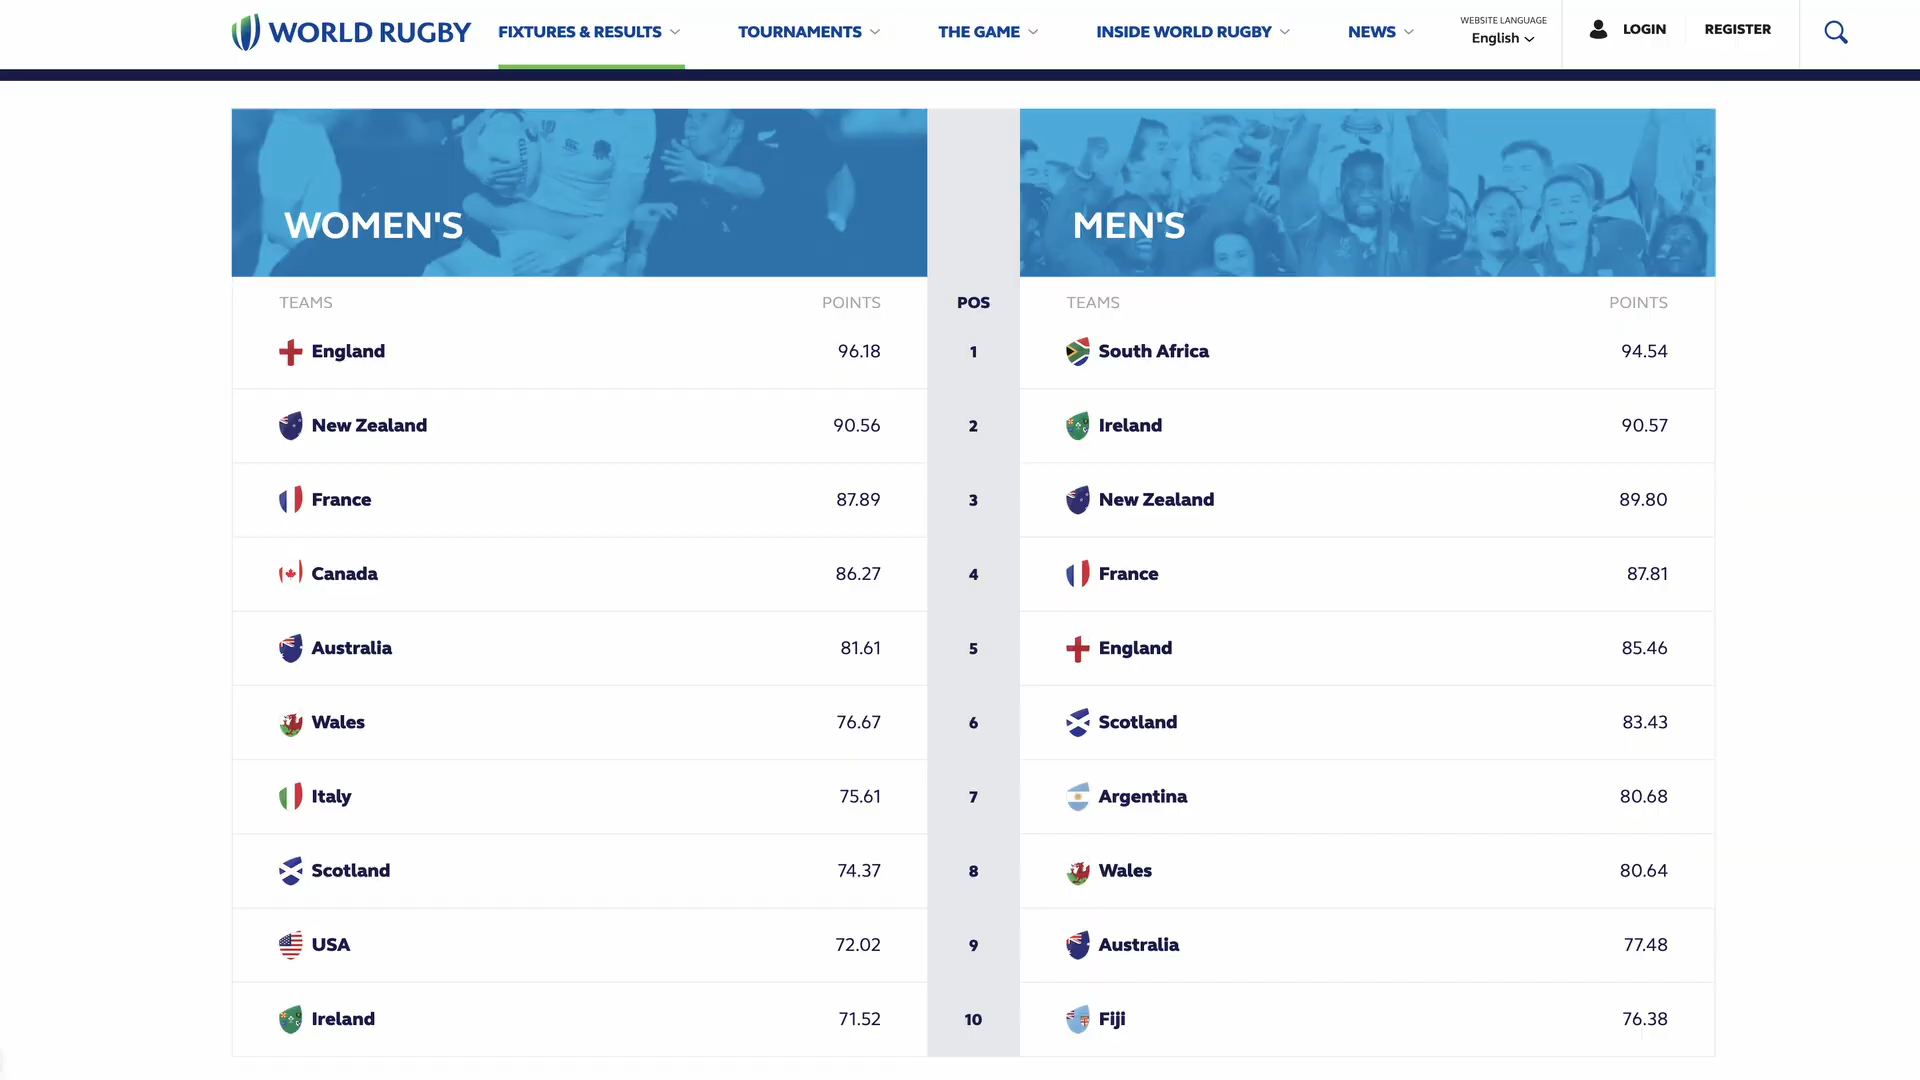 WORLD RUGBY
FIXTURES & RESULTS
TOURNAMENTS
THE GAME
INSIDE WORLD RUGBY
NEWS
WEBSITE LANGUAGE
English
LOGIN
REGISTER
WOMEN'S
MEN'S
TEAMS POINTS POS TEAMS POINTS
England 96.18 1 South Africa 94.54
New Zealand 90.56 2 Ireland 90.57
France 87.89 3 New Zealand 89.80
Canada 86.27 4 France 87.81
Australia 81.61 5 England 85.46
Wales 76.67 6 Scotland 83.43
Italy 75.61 7 Argentina 80.68
Scotland 74.37 8 Wales 80.64
USA 72.02 9 Australia 77.48
Ireland 71.52 10 Fiji 76.38